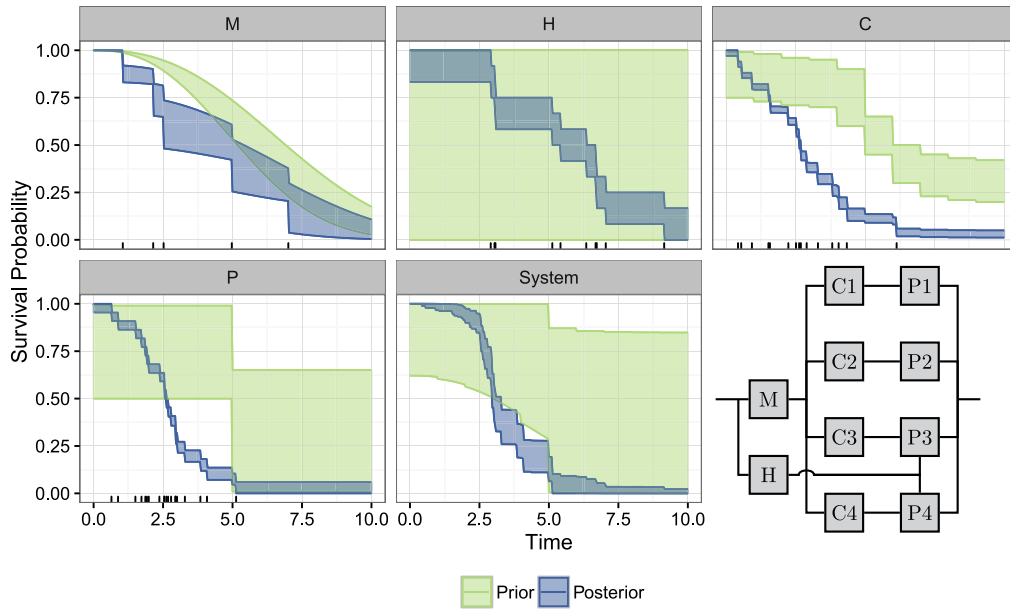 M H C
1.00
0.75
0.50
0.25
0.00
P System
1.00
0.75
0.50
0.25
0.00
0.0 2.5 5.0 7.5 10.0 0.0 2.5 5.0 7.5 10.0
Survival Probability
Time
C1 P1
C2 P2
M
C3 P3
H
C4 P4
Prior Posterior